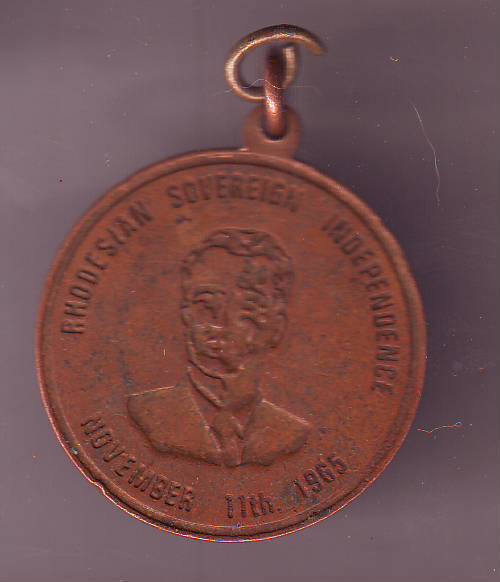 RHODESIAN SOVEREIGN INDEPENDENCE
NOVEMBER 11th. 1965